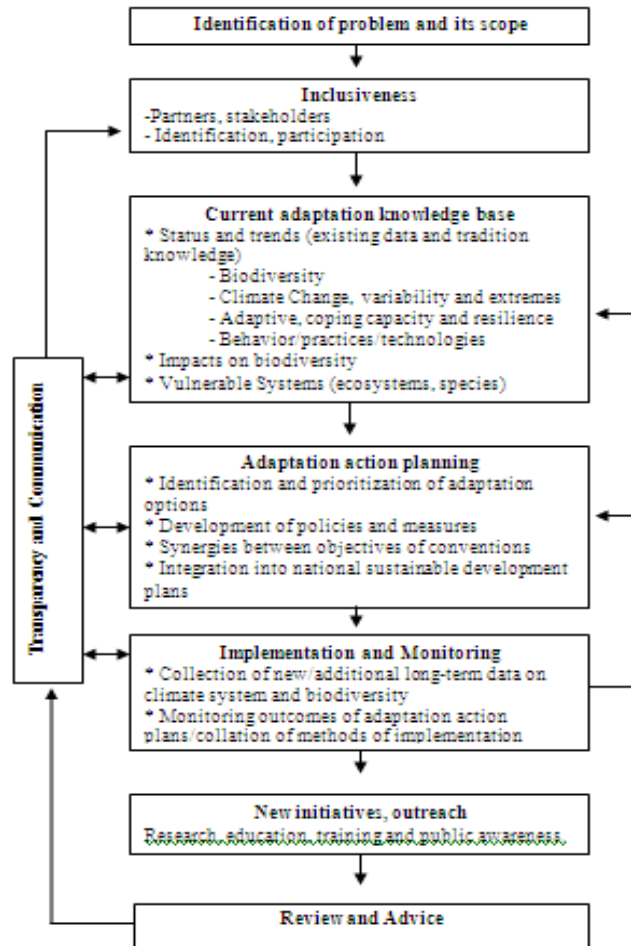 Identification of problem and its scope
Inclusiveness
-Partners, stakeholders
- Identification, participation
Current adaptation knowledge base
* Status and trends (existing data and tradition
knowledge)
- Biodiversity
- Climate Change, variability and extremes
- Adaptive, coping capacity and resilience
- Behavior/practices/technologies
* Impacts on biodiversity
* Vulnerable Systems (ecosystems, species)
Transparency and Communication
Adaptation action planning
* Identification and prioritization of adaptation
options
* Development of policies and measures
* Synergies between objectives of conventions
* Integration into national sustainable development
plans
Implementation and Monitoring
* Collection of new/additional long-term data on
climate system and biodiversity
* Monitoring outcomes of adaptation action
plans/collation of methods of implementation
New initiatives, outreach
Research, education, training and public awareness,
Review and Advice